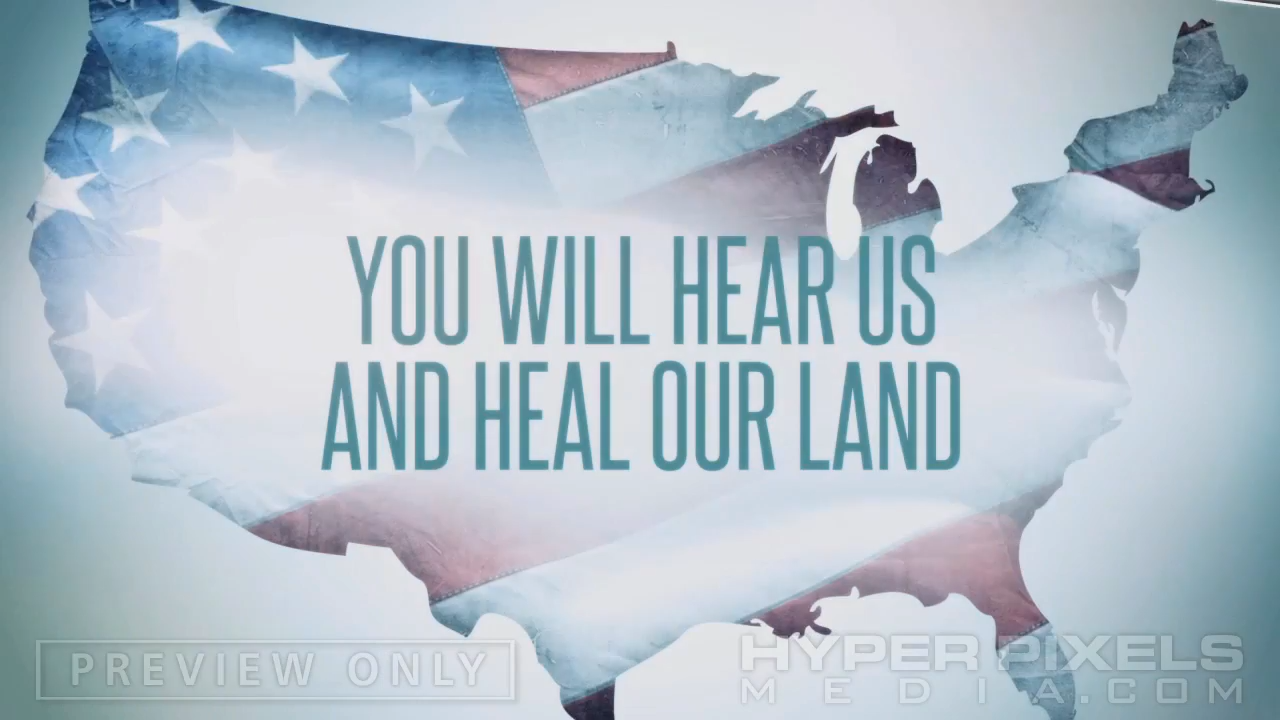 YOU WILL HEAR US
AND HEAL OUR LAND
PREVIEW ONLY
HYPER PIXELS
MEDIA.COM